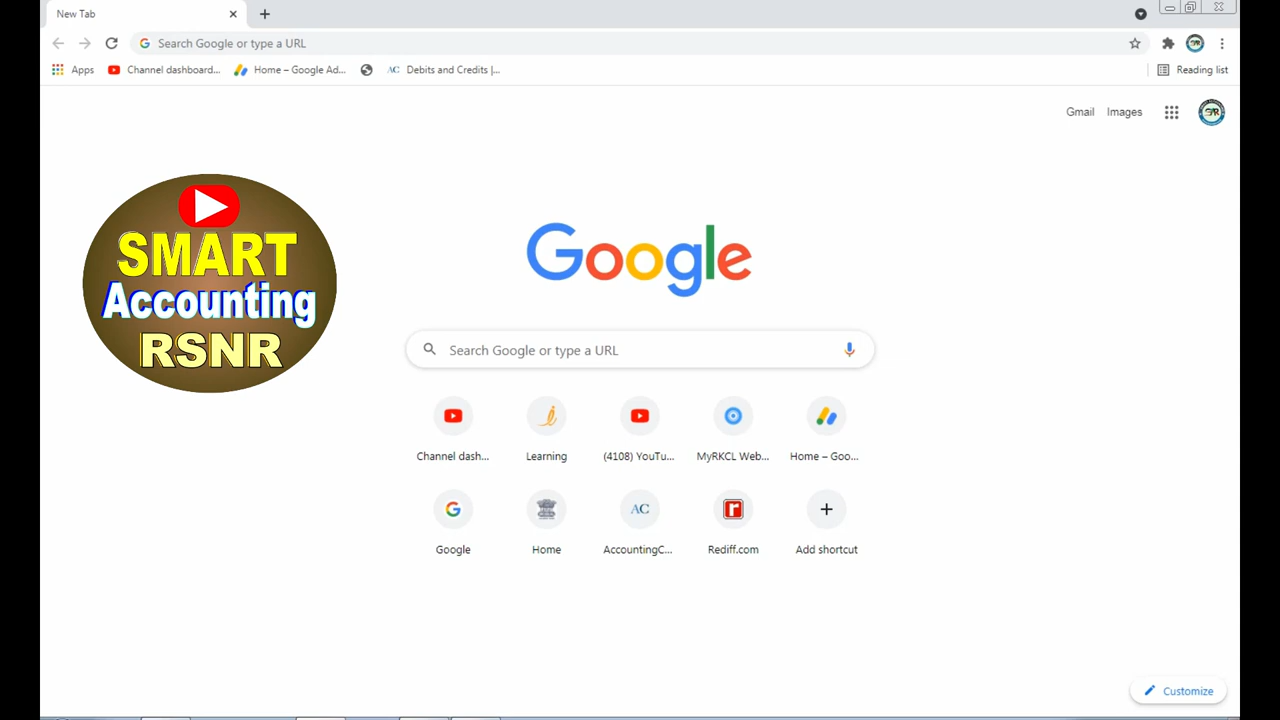 New Tab
Search Google or type a URL
Apps
Channel dashboard...
Home – Google Ad...
AC Debits and Credits |...
Reading list
Gmail
Images
SMART
Accounting
RSNR
Google
Search Google or type a URL
Channel dash...
Learning
(4108) YouTu...
MyRKCL Web...
Home – Goo...
G
AC
r
Google
Home
AccountingC...
Rediff.com
Add shortcut
Customize